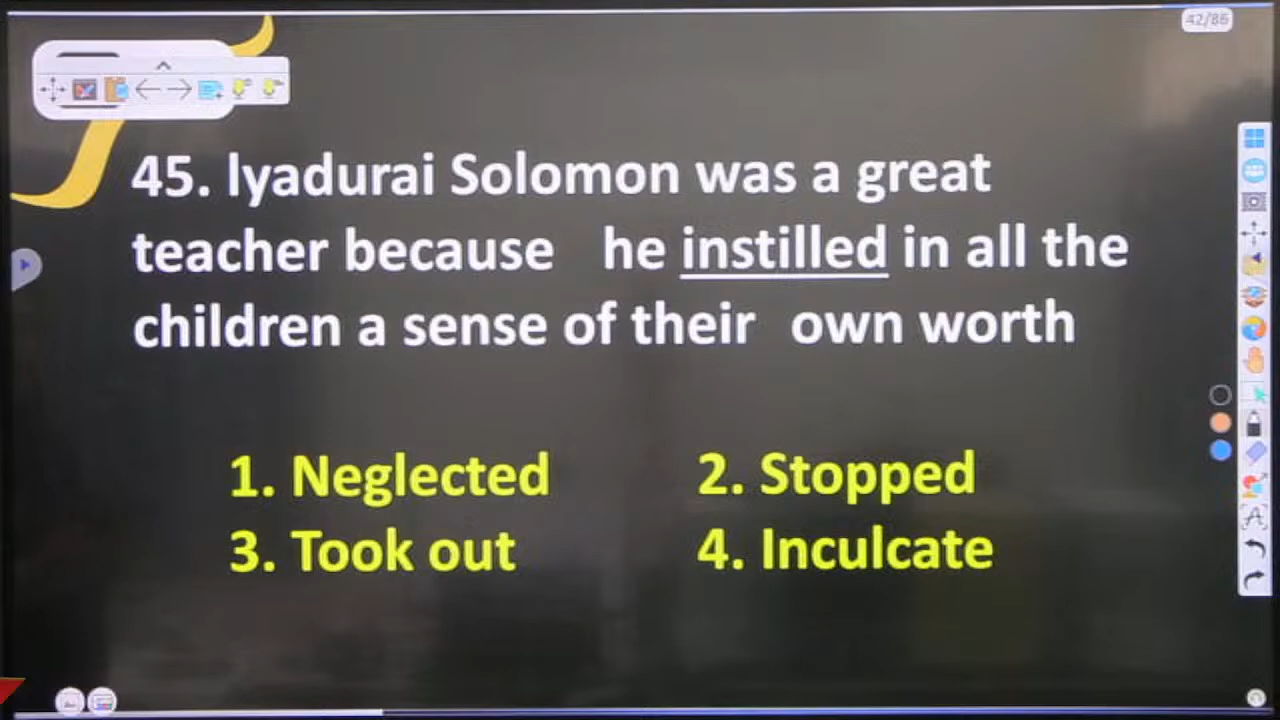 42/86
45. Iyadurai Solomon was a great
teacher because he instilled in all the
children a sense of their own worth
1. Neglected 2. Stopped
3. Took out 4. Inculcate